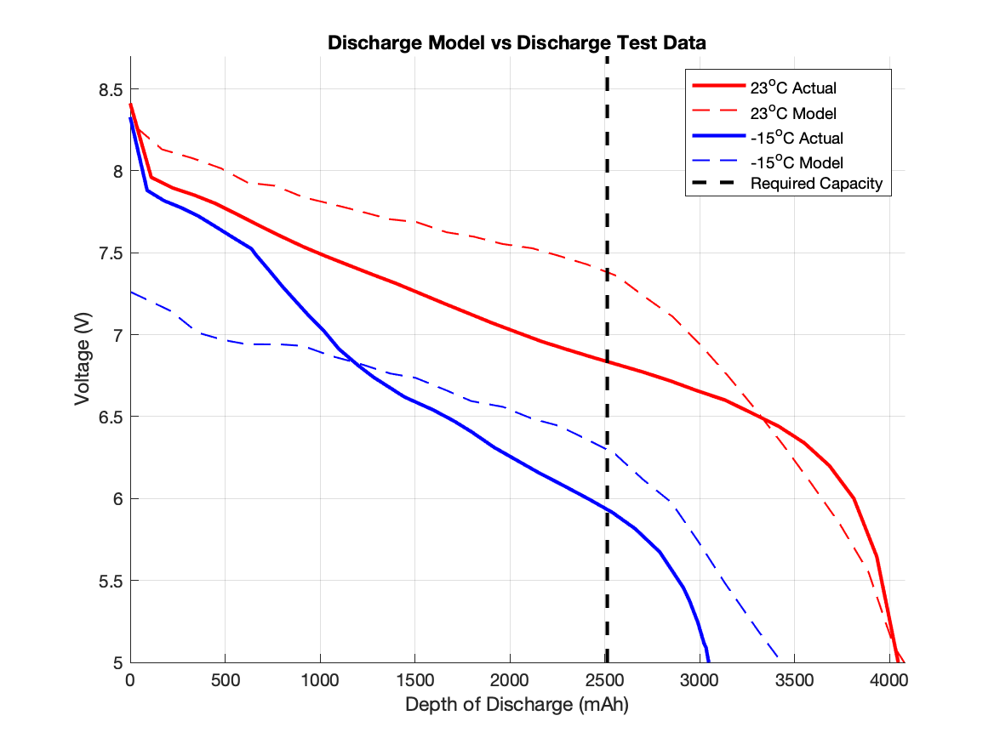 Discharge Model vs Discharge Test Data
8.5
8
7.5
7
6.5
6
5.5
5
Voltage (V)
23°C Actual
23°C Model
-15°C Actual
-15°C Model
Required Capacity
0 500 1000 1500 2000 2500 3000 3500 4000
Depth of Discharge (mAh)